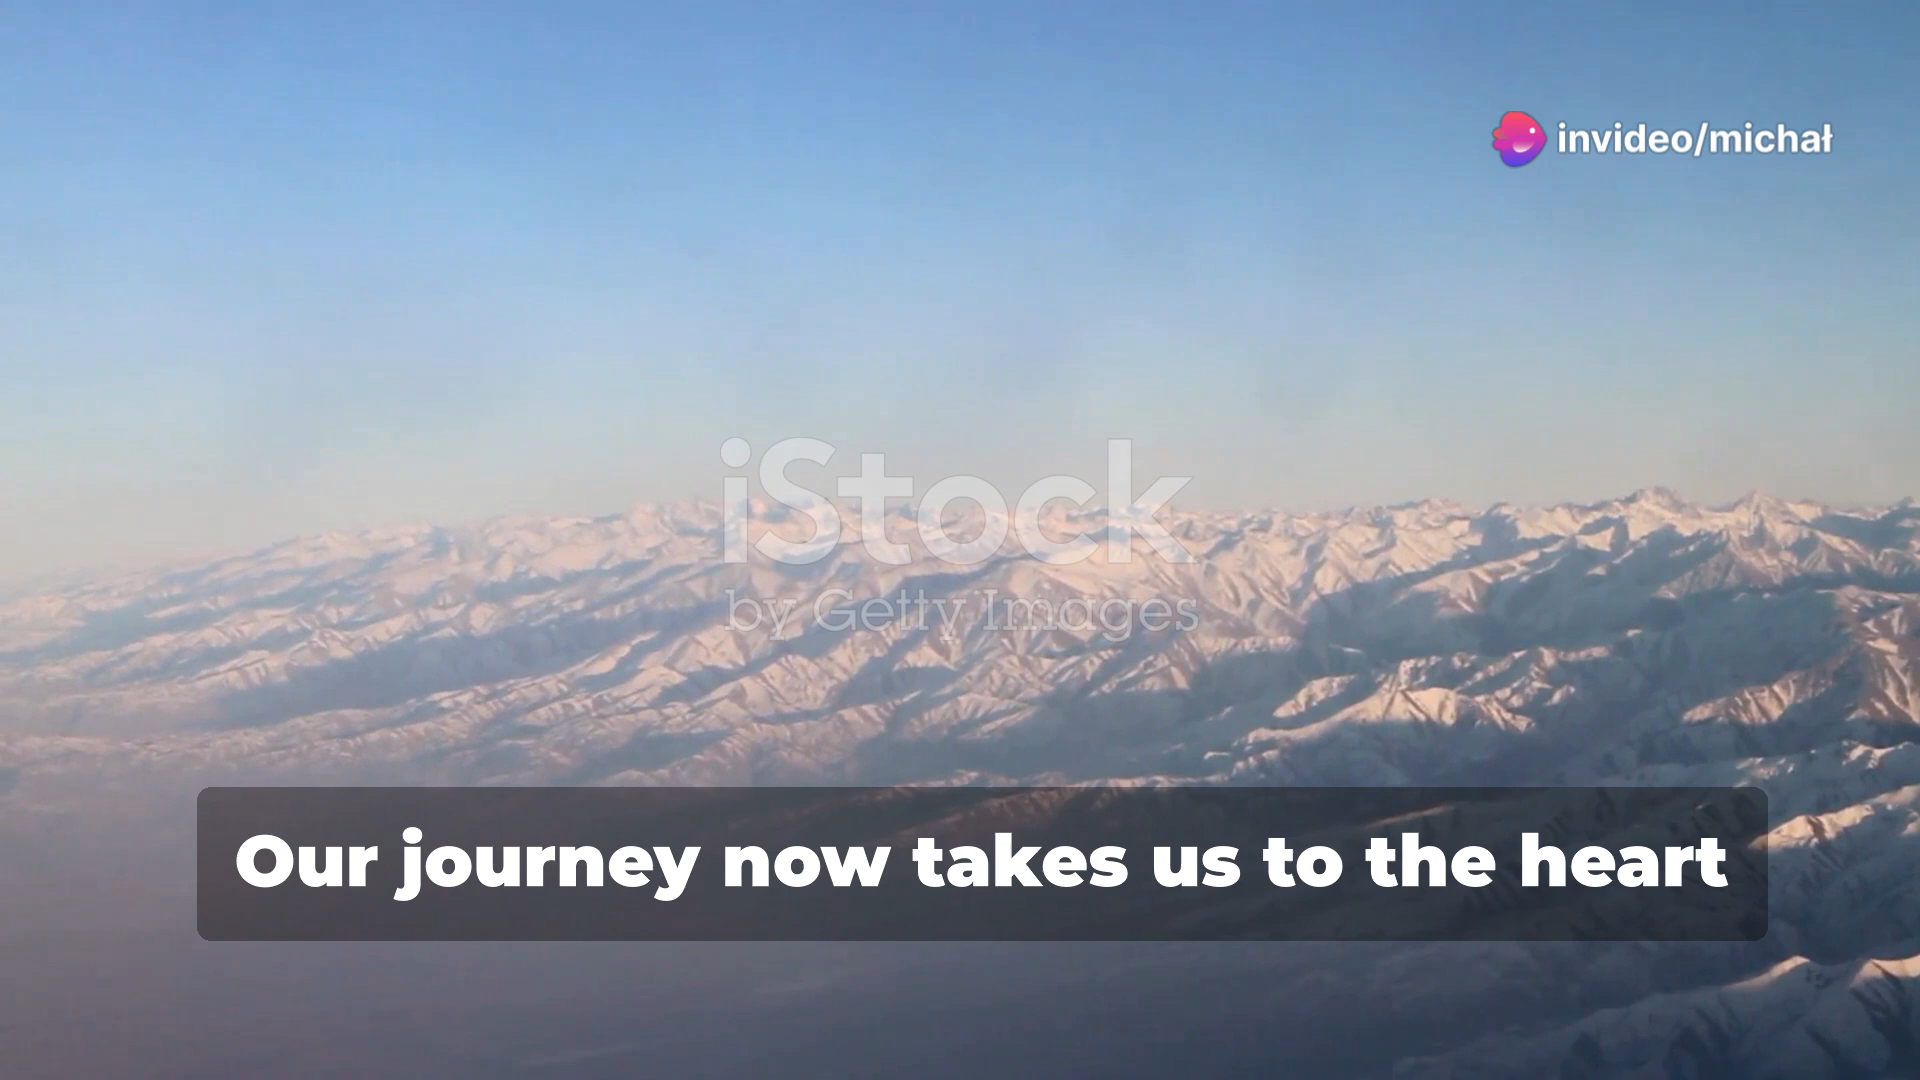 invideo/michał
iStock
by Getty Images
Our journey now takes us to the heart